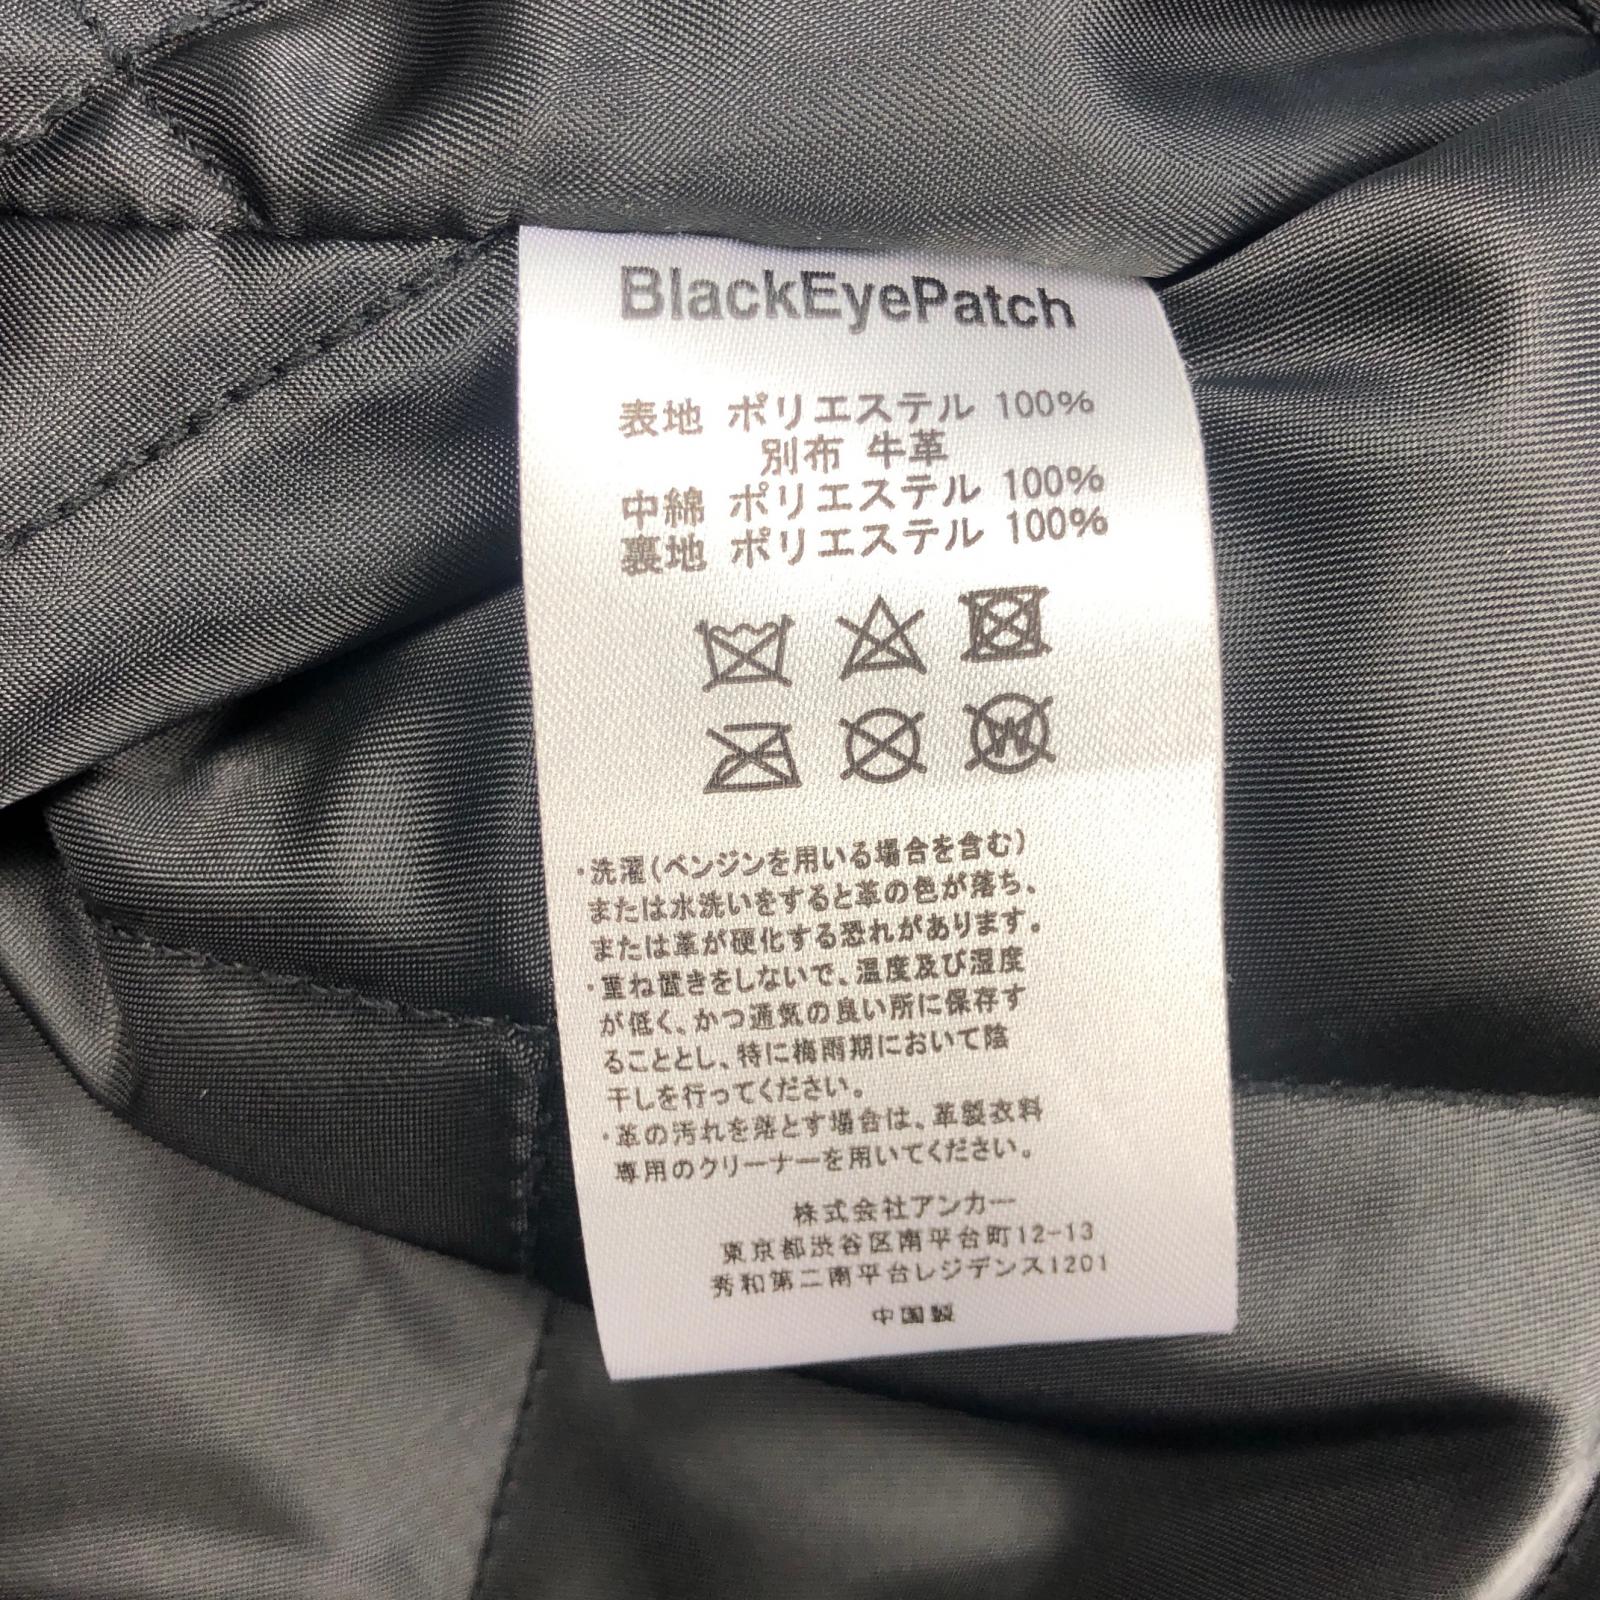 BlackEyePatch
表地 ポリエステル 100%
別布 牛革
中綿 ポリエステル 100%
裏地 ポリエステル 100%
W
・洗濯(ベンジンを用いる場合を含む)
または水洗いをすると革の色が落ち、
または革が硬化する恐れがあります。
・重ね置きをしないで、温度及び湿度
が低く、かつ通気の良い所に保存す
ることとし、特に梅雨期において陰
干しを行ってください。
・革の汚れを落とす場合は、革製衣料
専用のクリーナーを用いてください。
株式会社アンカー
東京都渋谷区南平台町12-13
秀和第二南平台レジデンス1201
中国製